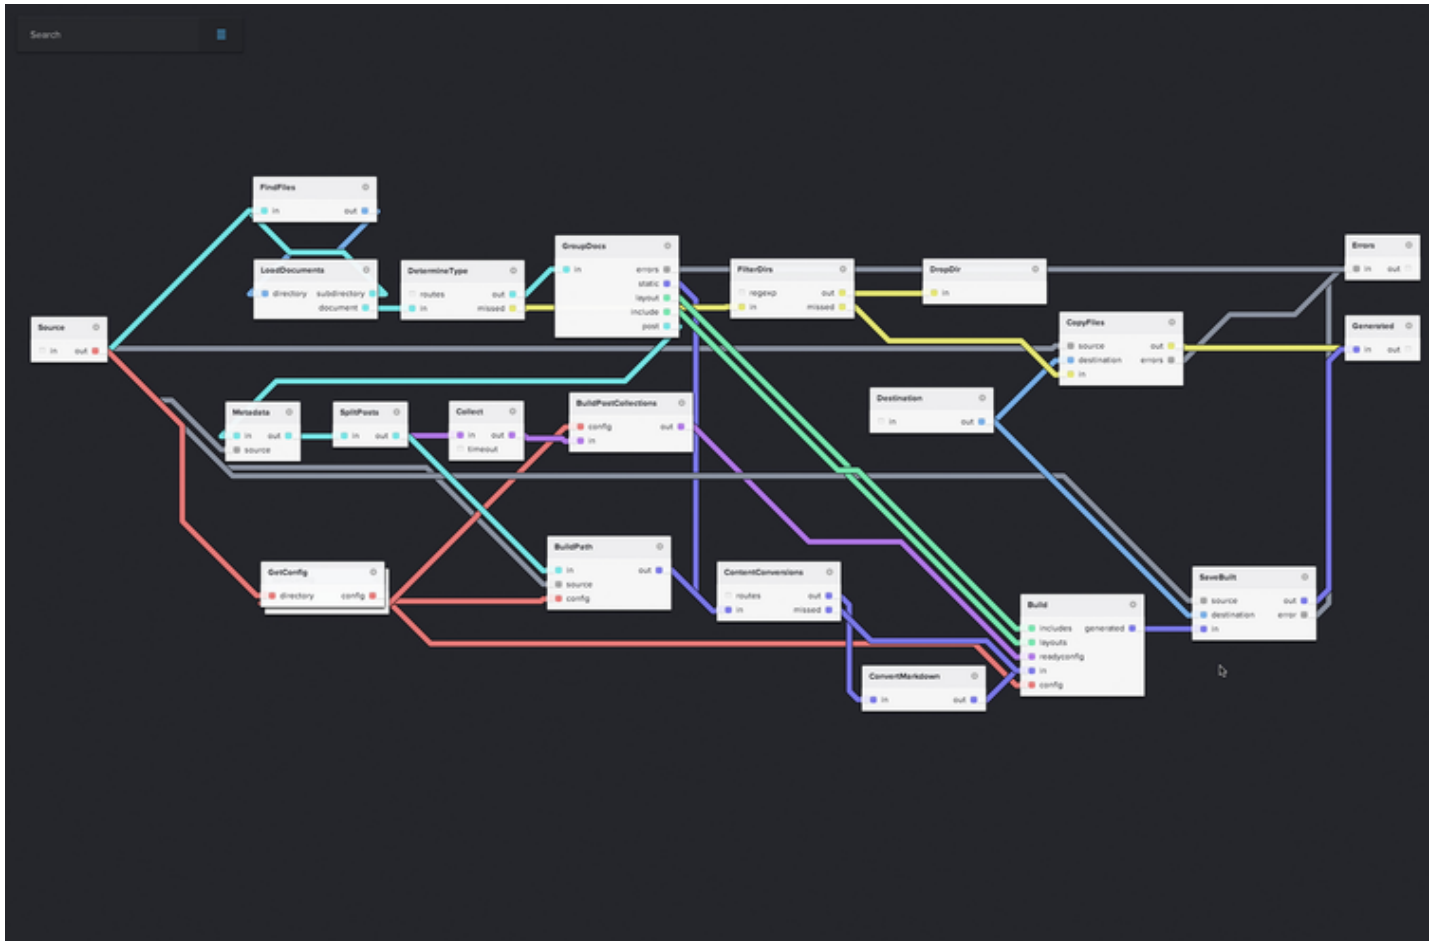 Search
FindFiles
in out
LoadDocuments
directory subdirectory
document
DetermineType
routes out
in missed
GroupDocs
in errors
static
layout
include
post
FilterDirs
regexp out
in missed
DropDir
in
Errors
in out
Source
in out
CopyFiles
source out
destination errors
in
Generated
in out
Destination
in out
Metadata
in out
source
SplitPosts
in out
Collect
in out
timeout
BuildPostCollections
config out
in
GetConfig
directory config
BuildPath
in out
source
config
ContentConversions
routes out
in missed
ConvertMarkdown
in out
Build
includes generated
layouts
readyconfig
in
config
SaveBuilt
source out
destination error
in